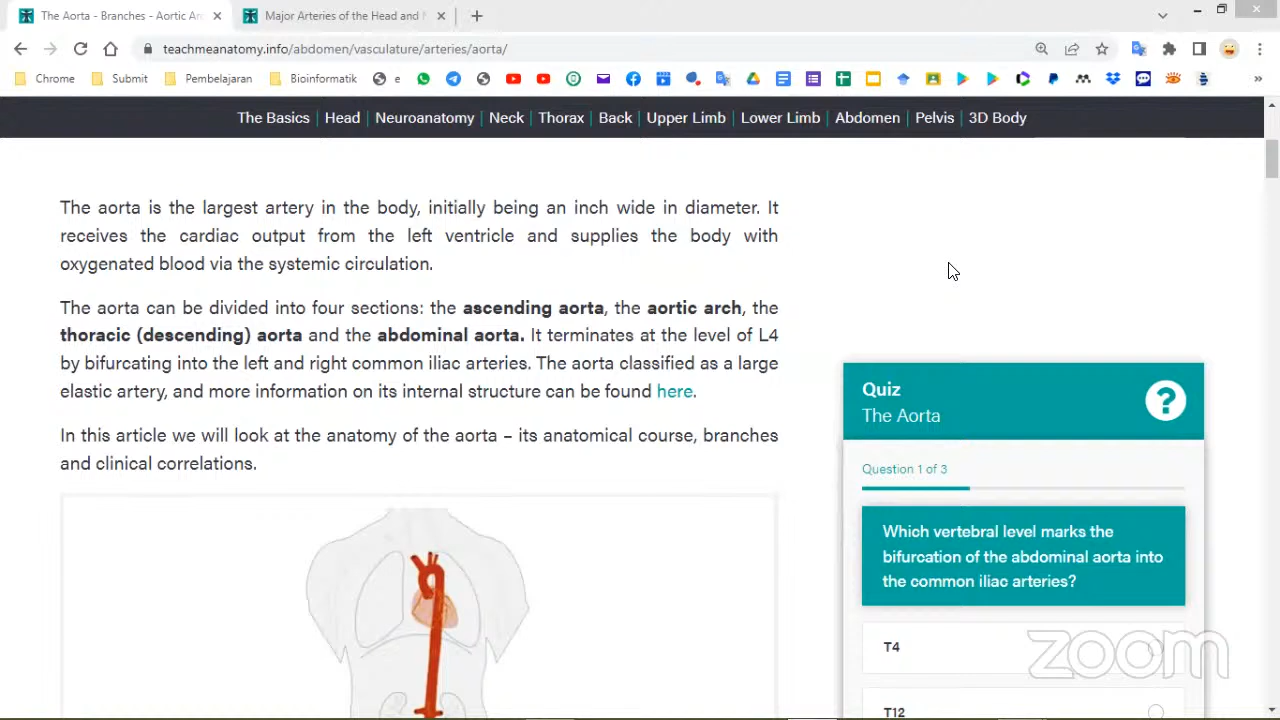 The Aorta - Branches - Aortic Arc
Major Arteries of the Head and
teachmeanatomy.info/abdomen/vasculature/arteries/aorta/
Chrome Submit Pembelajaran Bioinformatik e
The Basics | Head | Neuroanatomy | Neck | Thorax | Back | Upper Limb | Lower Limb | Abdomen | Pelvis | 3D Body
The aorta is the largest artery in the body, initially being an inch wide in diameter. It
receives the cardiac output from the left ventricle and supplies the body with
oxygenated blood via the systemic circulation.
The aorta can be divided into four sections: the ascending aorta, the aortic arch, the
thoracic (descending) aorta and the abdominal aorta. It terminates at the level of L4
by bifurcating into the left and right common iliac arteries. The aorta classified as a large
elastic artery, and more information on its internal structure can be found here.
In this article we will look at the anatomy of the aorta – its anatomical course, branches
and clinical correlations.
Quiz
The Aorta
Question 1 of 3
Which vertebral level marks the
bifurcation of the abdominal aorta into
the common iliac arteries?
T4
T12
zoom